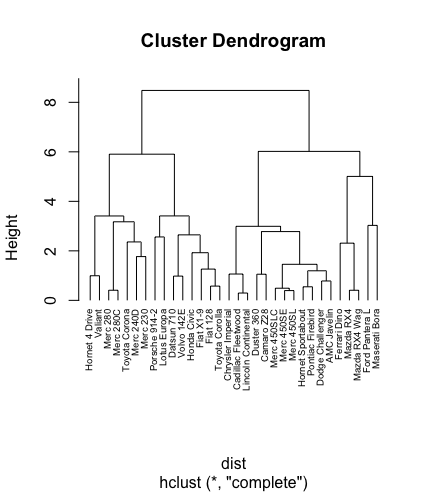 Cluster Dendrogram
Height
8
6
4
2
0
Hornet 4 Drive
Valiant
Merc 280
Merc 280C
Toyota Corona
Merc 240D
Merc 230
Porsche 914-2
Lotus Europa
Datsun 710
Volvo 142E
Honda Civic
Fiat X1-9
Fiat 128
Toyota Corolla
Chrysler Imperial
Cadillac Fleetwood
Lincoln Continental
Duster 360
Camaro Z28
Merc 450SLC
Merc 450SE
Merc 450SL
Hornet Sportabout
Pontiac Firebird
Dodge Challenger
AMC Javelin
Ferrari Dino
Mazda RX4
Mazda RX4 Wag
Ford Pantera L
Maserati Bora
dist
hclust (*, "complete")